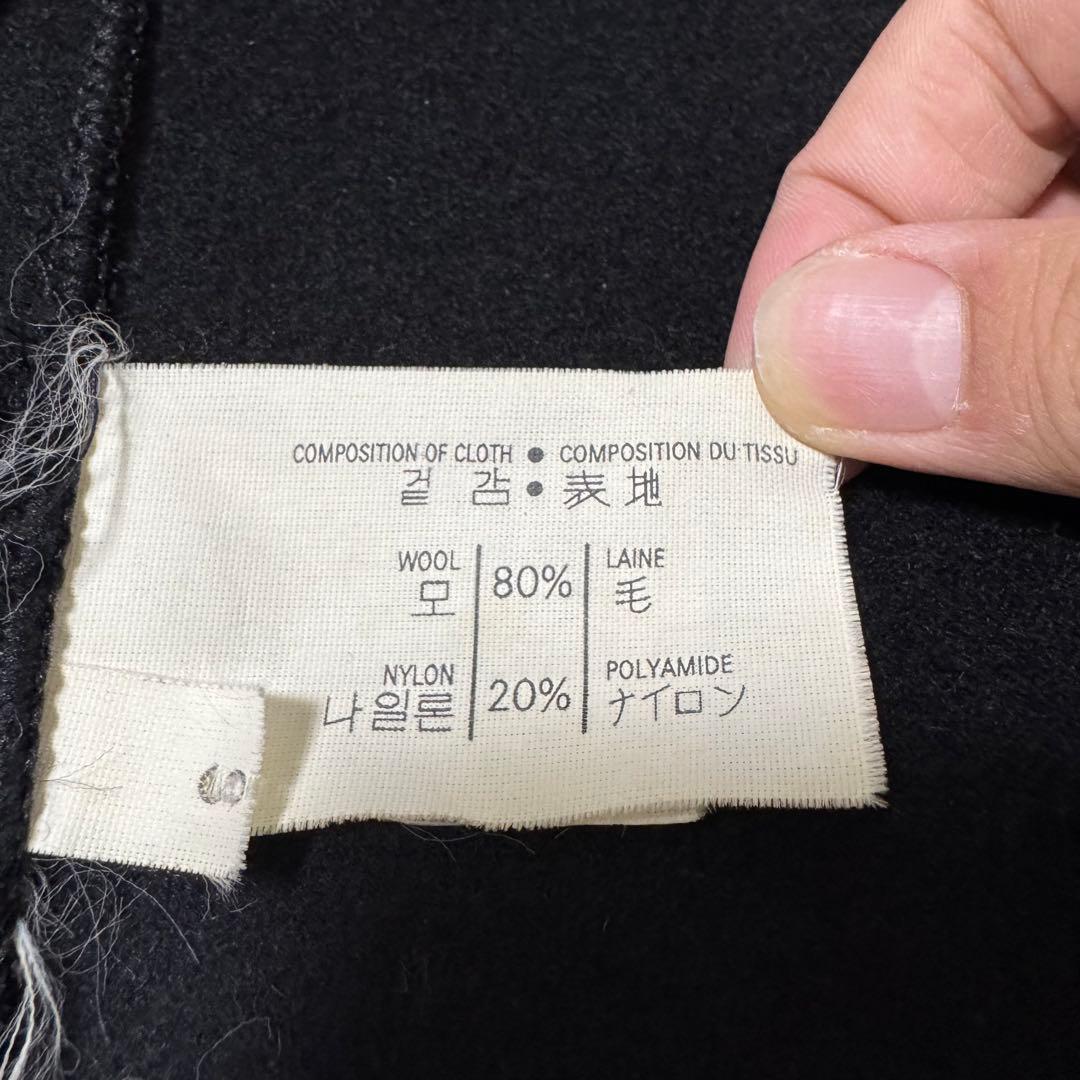 COMPOSITION OF CLOTH • COMPOSITION DU TISSU
겉 감 • 表地
WOOL 80% LAINE
모 毛
NYLON 20% POLYAMIDE
나일론 ナイロン